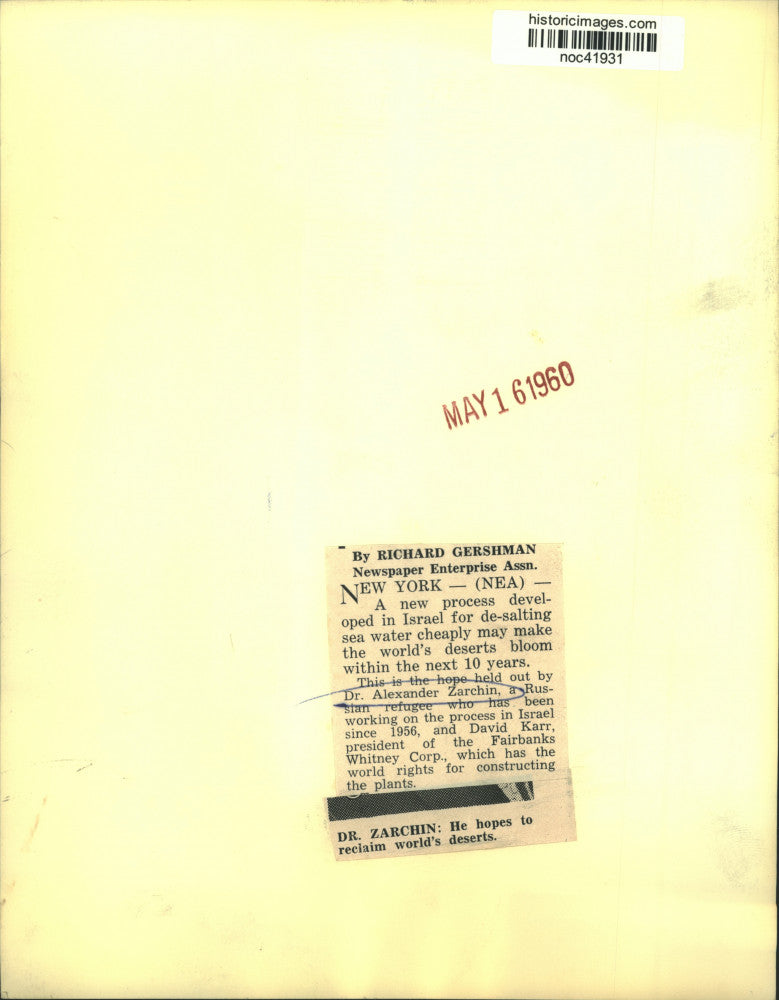 historicimages.com
noc41931
MAY 1 6 1960
By RICHARD GERSHMAN
Newspaper Enterprise Assn.
NEW YORK — (NEA) —
A new process devel-
oped in Israel for de-salting
sea water cheaply may make
the world's deserts bloom
within the next 10 years.
This is the hope held out by
Dr. Alexander Zarchin, a Rus-
sian refugee who has been
working on the process in Israel
since 1956, and David Karr,
president of the Fairbanks
Whitney Corp., which has the
world rights for constructing
the plants.
DR. ZARCHIN: He hopes to
reclaim world's deserts.